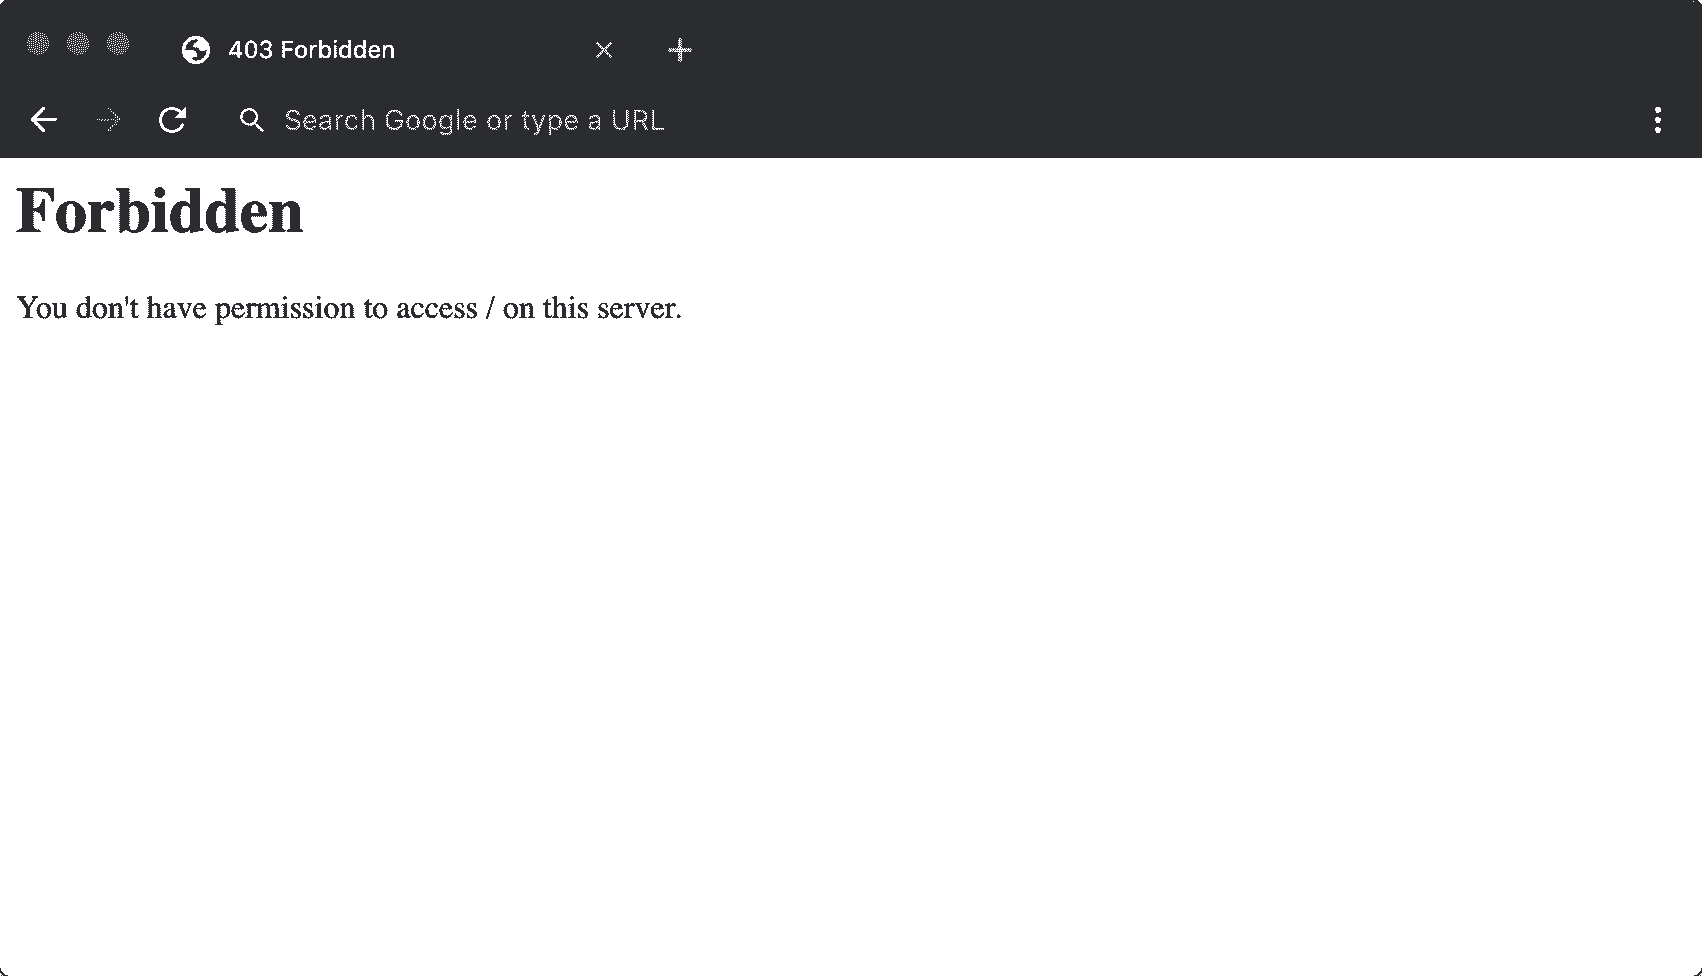 403 Forbidden
Search Google or type a URL
Forbidden
You don't have permission to access / on this server.